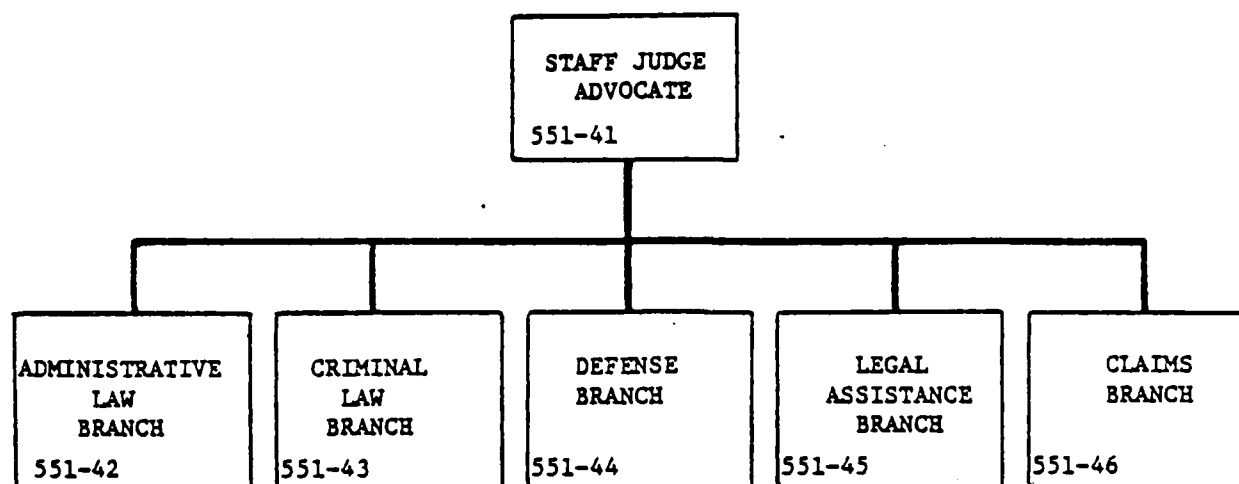 STAFF JUDGE
ADVOCATE
551-41
ADMINISTRATIVE
LAW
BRANCH
551-42
CRIMINAL
LAW
BRANCH
551-43
DEFENSE
BRANCH
551-44
LEGAL
ASSISTANCE
BRANCH
551-45
CLAIMS
BRANCH
551-46